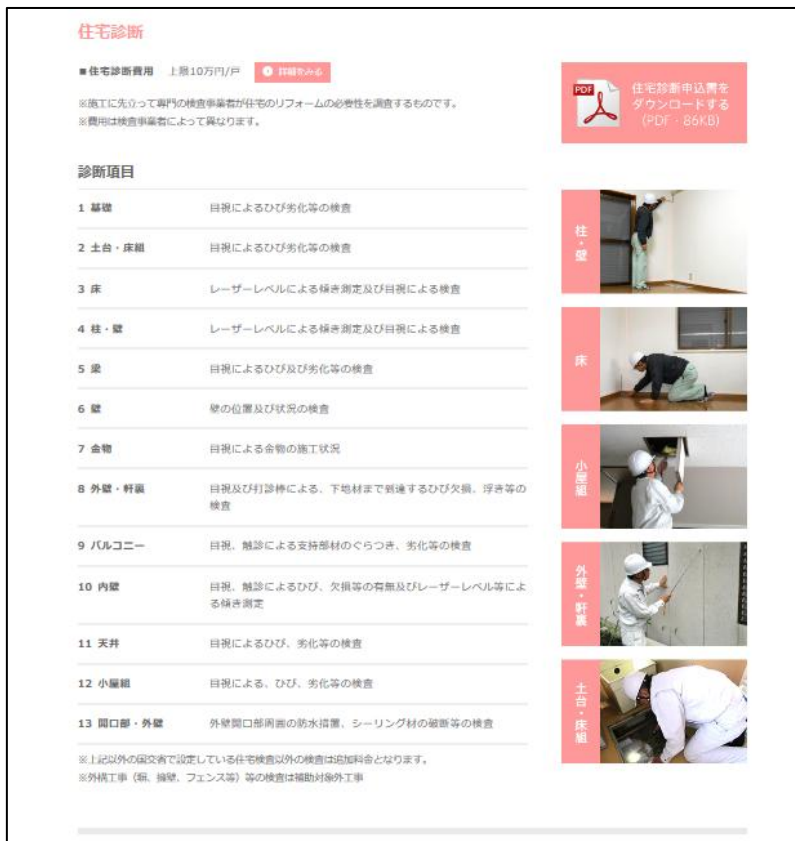 住宅診断
■住宅診断費用 上限10万円/戸 詳細をみる
※施工に先立って専門の検査事業者が住宅のリフォームの必要性を調査するものです。
※費用は検査事業者によって異なります。
PDF
住宅診断申込書を
ダウンロードする
(PDF・86KB)
診断項目
1 基礎 目視によるひび劣化等の検査
2 土台・床組 目視によるひび劣化等の検査
3 床 レーザーレベルによる傾き測定及び目視による検査
4 柱・壁 レーザーレベルによる傾き測定及び目視による検査
5 梁 目視によるひび及び劣化等の検査
6 壁 壁の位置及び状況の検査
7 金物 目視による金物の施工状況
8 外壁・軒裏 目視及び打診棒による、下地材まで到達するひび欠損、浮き等の
検査
9 バルコニー 目視、触診による支持部材のぐらつき、劣化等の検査
10 内壁 目視、触診によるひび、欠損等の有無及びレーザーレベル等によ
る傾き測定
11 天井 目視によるひび、劣化等の検査
12 小屋組 目視による、ひび、劣化等の検査
13 開口部・外壁 外壁開口部周囲の防水措置、シーリング材の破断等の検査
※上記以外の国交省で設定している住宅検査以外の検査は追加料金となります。
※外構工事（塀、擁壁、フェンス等）等の検査は補助対象外工事
柱・壁
床
小屋組
外壁・軒裏
土台・床組